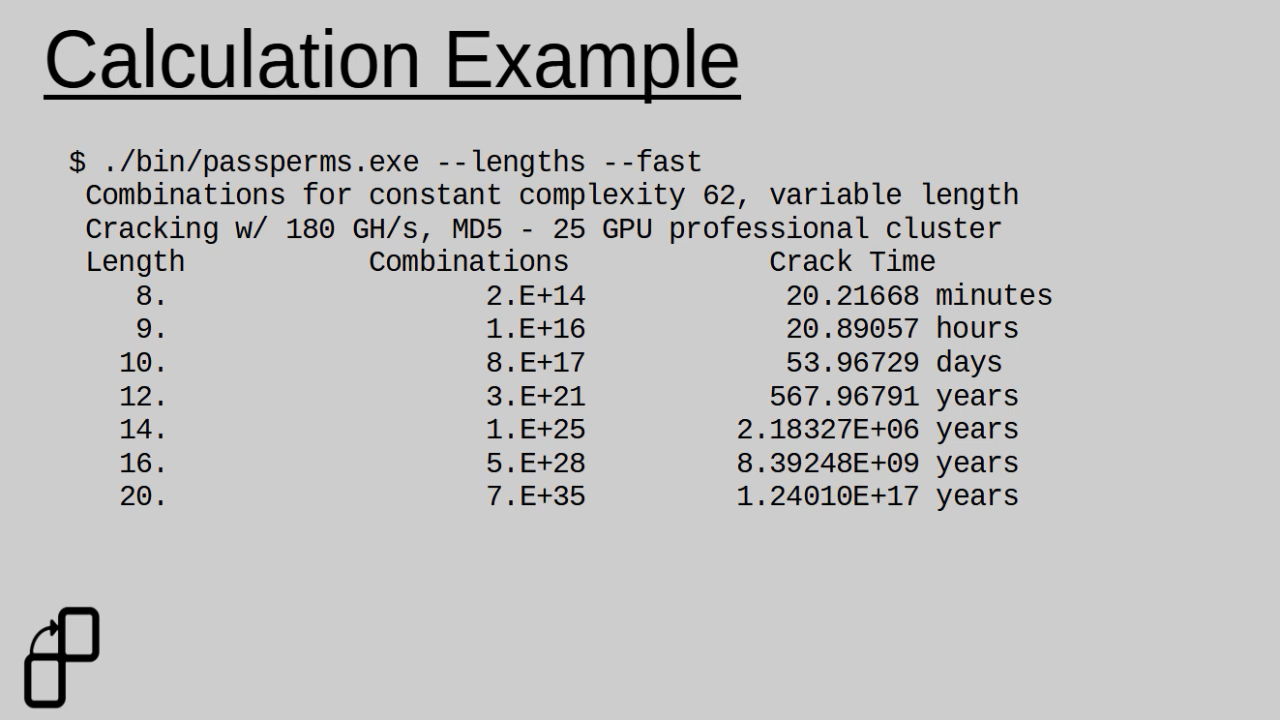 Calculation Example
$ ./bin/passperms.exe --lengths --fast
Combinations for constant complexity 62, variable length
Cracking w/ 180 GH/s, MD5 - 25 GPU professional cluster
Length Combinations Crack Time
8. 2.E+14 20.21668 minutes
9. 1.E+16 20.89057 hours
10. 8.E+17 53.96729 days
12. 3.E+21 567.96791 years
14. 1.E+25 2.18327E+06 years
16. 5.E+28 8.39248E+09 years
20. 7.E+35 1.24010E+17 years